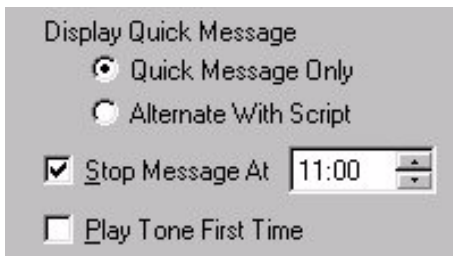 Display Quick Message
Quick Message Only
Alternate With Script
Stop Message At 11:00
Play Tone First Time